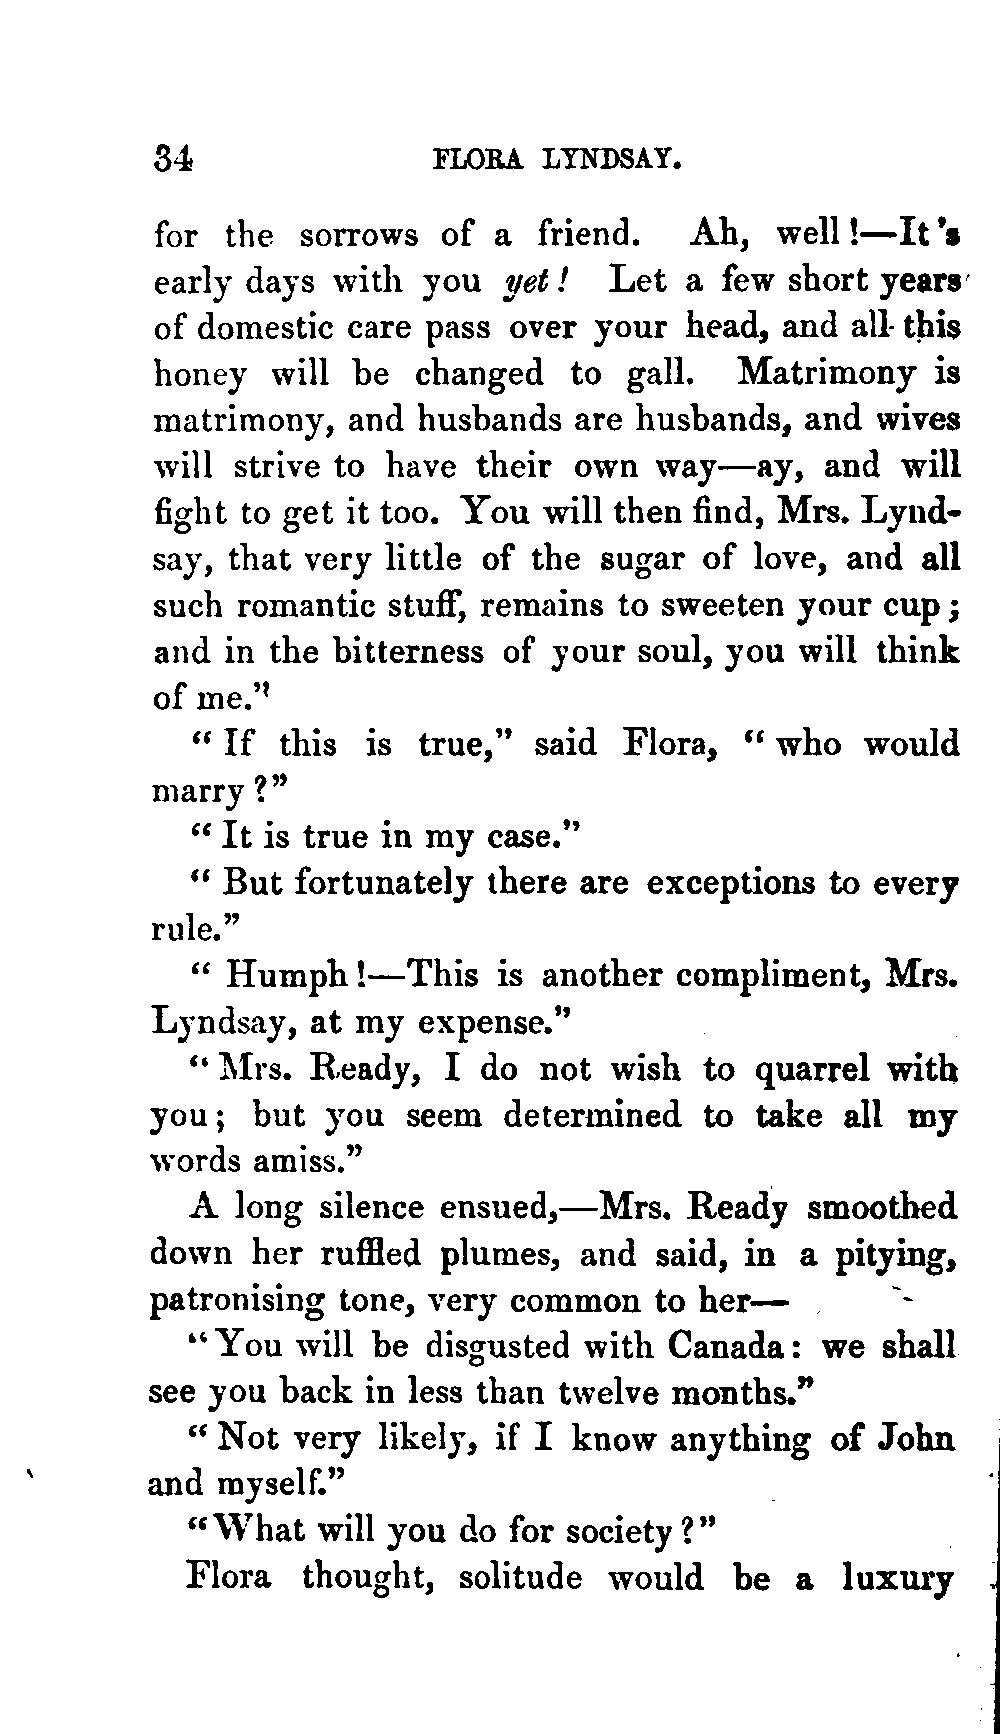 34 FLORA LYNDSAY.
for the sorrows of a friend. Ah, well!—It's
early days with you yet! Let a few short years
of domestic care pass over your head, and all this
honey will be changed to gall. Matrimony is
matrimony, and husbands are husbands, and wives
will strive to have their own way—ay, and will
fight to get it too. You will then find, Mrs. Lynd-
say, that very little of the sugar of love, and all
such romantic stuff, remains to sweeten your cup;
and in the bitterness of your soul, you will think
of me."
"If this is true," said Flora, "who would
marry?"
"It is true in my case."
"But fortunately there are exceptions to every
rule."
"Humph!—This is another compliment, Mrs.
Lyndsay, at my expense."
"Mrs. Ready, I do not wish to quarrel with
you; but you seem determined to take all my
words amiss."
A long silence ensued,—Mrs. Ready smoothed
down her ruffled plumes, and said, in a pitying,
patronising tone, very common to her—
"You will be disgusted with Canada: we shall
see you back in less than twelve months."
"Not very likely, if I know anything of John
and myself."
"What will you do for society?"
Flora thought, solitude would be a luxury